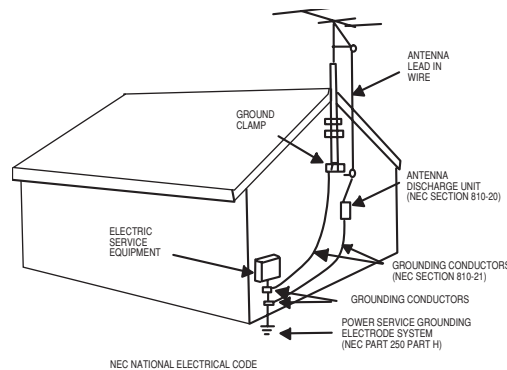 ANTENNA
LEAD IN
WIRE
GROUND
CLAMP
ANTENNA
DISCHARGE UNIT
(NEC SECTION 810-20)
ELECTRIC
SERVICE
EQUIPMENT
GROUNDING CONDUCTORS
(NEC SECTION 810-21)
GROUNDING CONDUCTORS
POWER SERVICE GROUNDING
ELECTRODE SYSTEM
(NEC PART 250 PART H)
NEC NATIONAL ELECTRICAL CODE